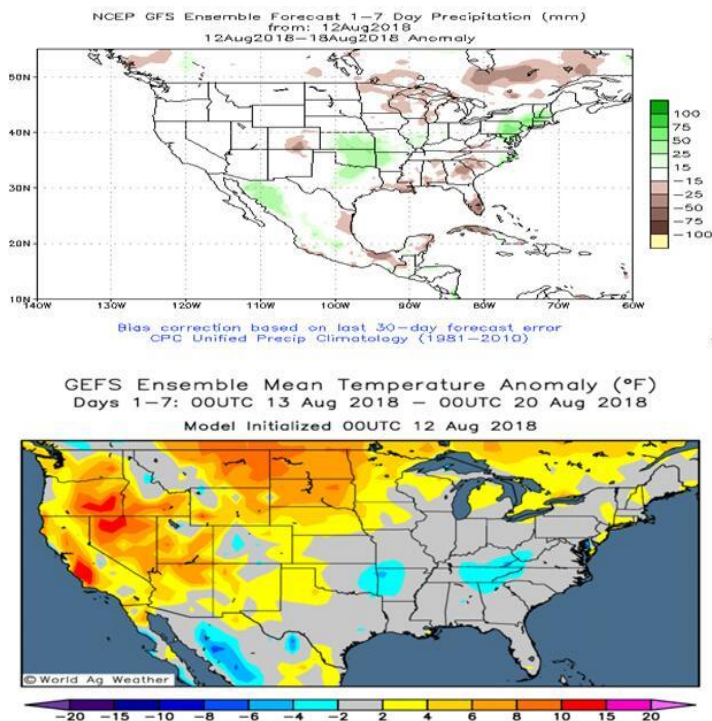 NCEP GFS Ensemble Forecast 1–7 Day Precipitation (mm)
from: 12Aug2018
12Aug2018–18Aug2018 Anomaly
50N
40N
30N
20N
10N
140W 130W 120W 110W 100W 90W 80W 70W 60W
100
75
50
25
15
−15
−25
−50
−75
−100
Bias correction based on last 30–day forecast error
CPC Unified Precip Climatology (1981–2010)
GEFS Ensemble Mean Temperature Anomaly (°F)
Days 1–7: 00UTC 13 Aug 2018 – 00UTC 20 Aug 2018
Model Initialized 00UTC 12 Aug 2018
© World Ag Weather
−20 −15 −10 −8 −6 −4 −2 2 4 6 8 10 15 20